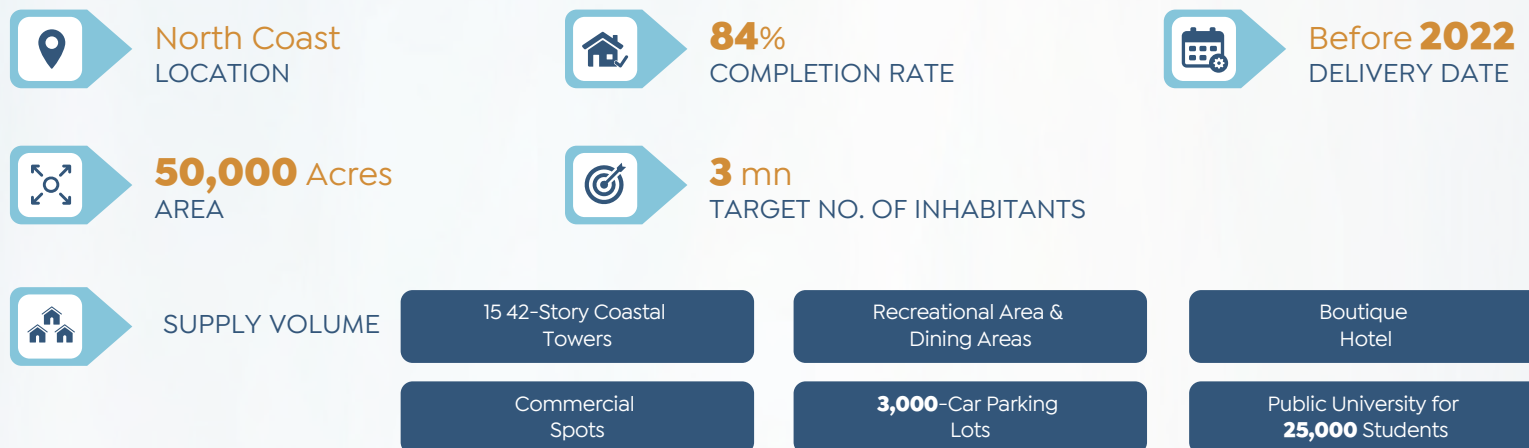 North Coast
LOCATION
84%
COMPLETION RATE
Before 2022
DELIVERY DATE
50,000 Acres
AREA
3 mn
TARGET NO. OF INHABITANTS
SUPPLY VOLUME
15 42-Story Coastal
Towers
Recreational Area &
Dining Areas
Boutique
Hotel
Commercial
Spots
3,000-Car Parking
Lots
Public University for
25,000 Students